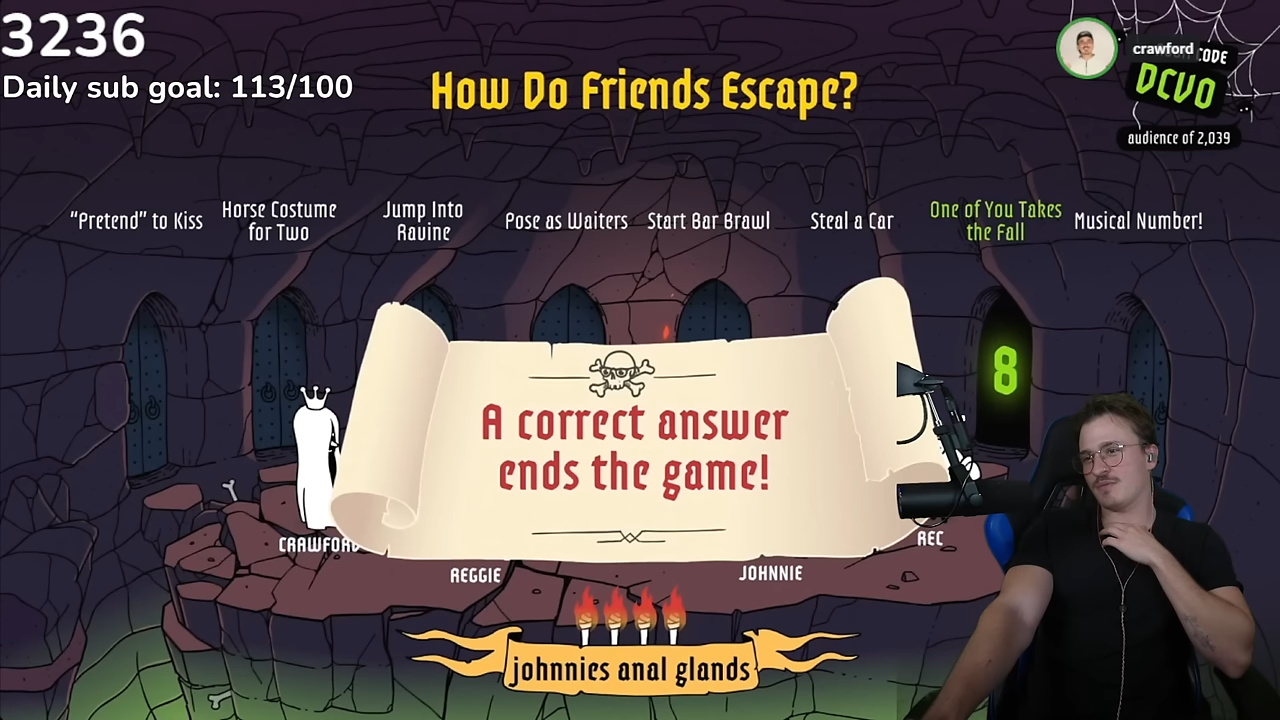 3236
Daily sub goal: 113/100
How Do Friends Escape?
crawford
CODE
DCVO
audience of 2,039
"Pretend" to Kiss
Horse Costume
for Two
Jump Into
Ravine
Pose as Waiters
Start Bar Brawl
Steal a Car
One of You Takes
the Fall
Musical Number!
8
A correct answer
ends the game!
CRAWFORD
REGGIE
JOHNNIE
REC
johnnies anal glands